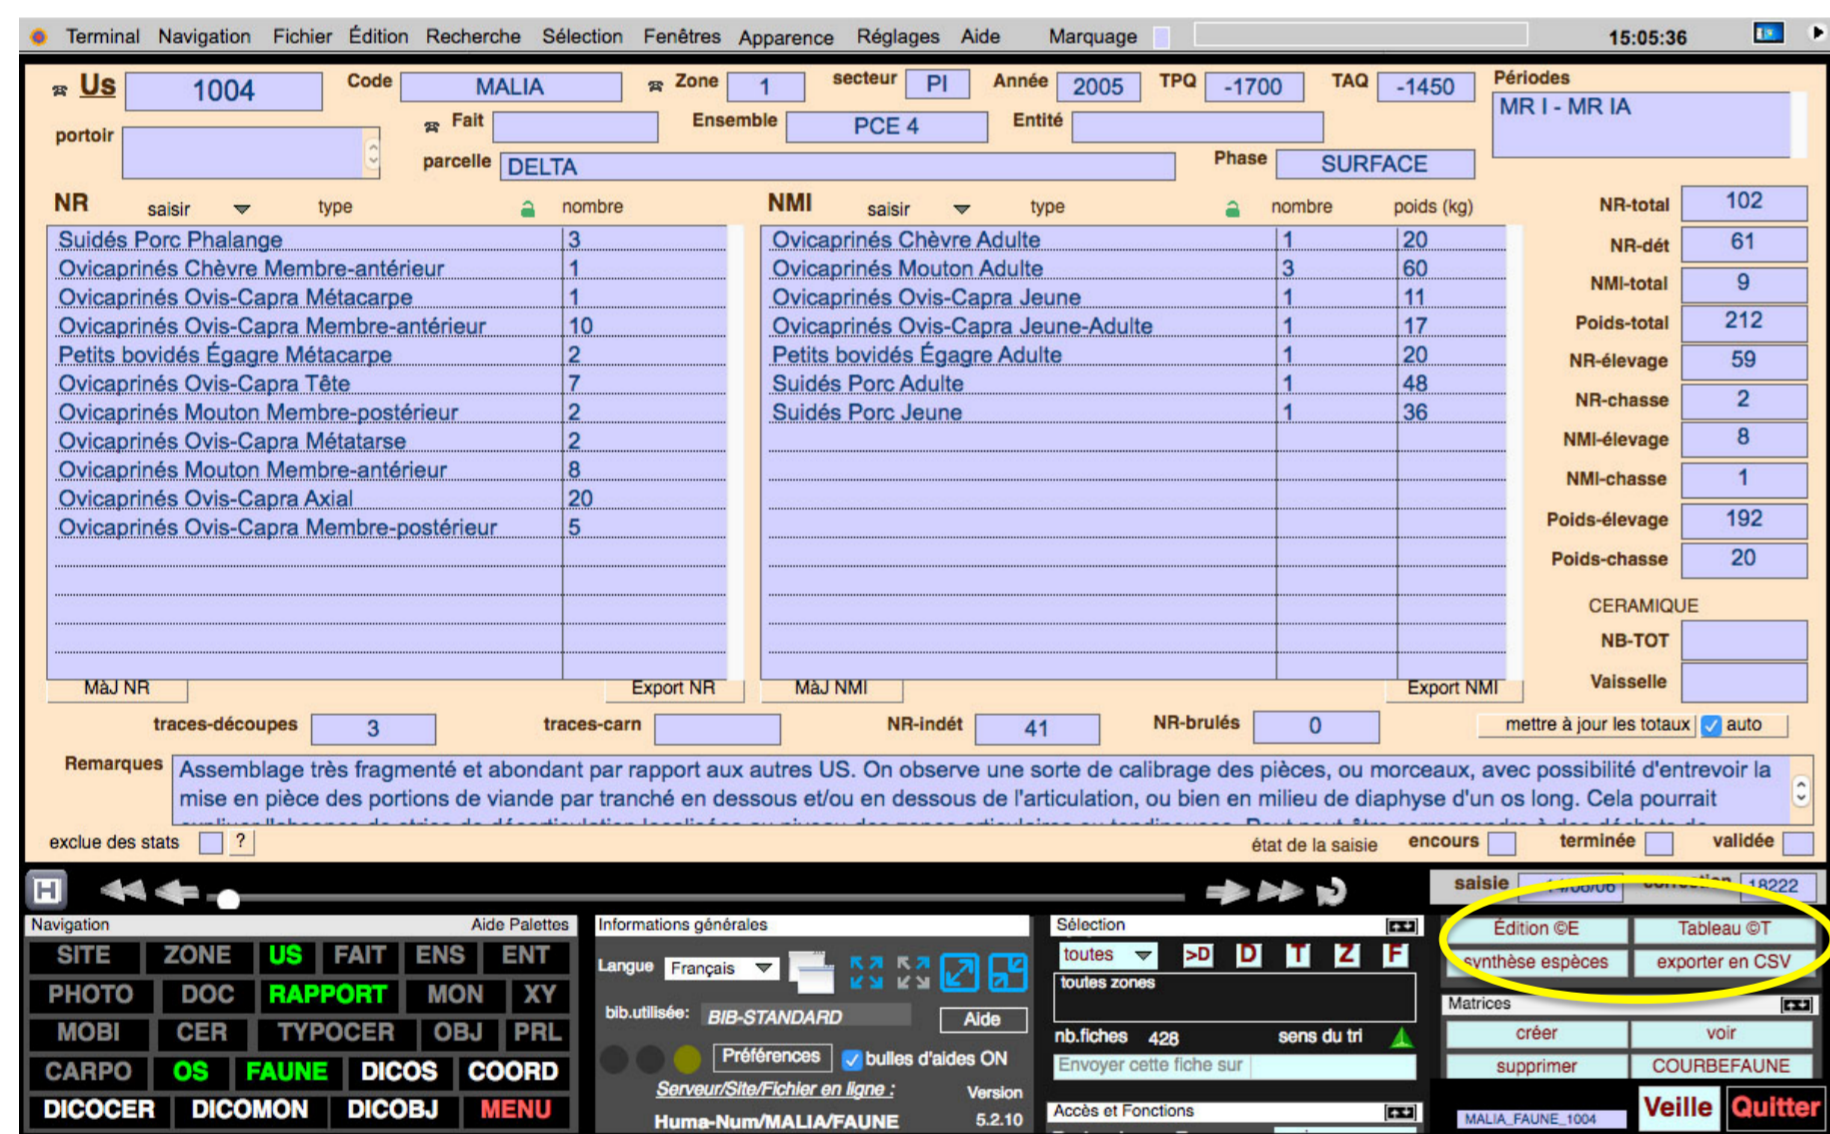 Terminal Navigation Fichier Édition Recherche Sélection Fenêtres Apparence Réglages Aide Marquage 15:05:36
Us 1004 Code MALIA Zone 1 secteur PI Année 2005 TPQ -1700 TAQ -1450 Périodes
MR I - MR IA
portoir Fait Ensemble PCE 4 Entité
parcelle DELTA Phase SURFACE
NR saisir type nombre NMI saisir type nombre poids (kg) NR-total 102
Suidés Porc Phalange 3 Ovicaprinés Chèvre Adulte 1 20 NR-dét 61
Ovicaprinés Chèvre Membre-antérieur 1 Ovicaprinés Mouton Adulte 3 60 NMI-total 9
Ovicaprinés Ovis-Capra Métacarpe 1 Ovicaprinés Ovis-Capra Jeune 1 11
Ovicaprinés Ovis-Capra Membre-antérieur 10 Ovicaprinés Ovis-Capra Jeune-Adulte 1 17 Poids-total 212
Petits bovidés Égagre Métacarpe 2 Petits bovidés Égagre Adulte 1 20 NR-élevage 59
Ovicaprinés Ovis-Capra Tête 7 Suidés Porc Adulte 1 48 NR-chasse 2
Ovicaprinés Mouton Membre-postérieur 2 Suidés Porc Jeune 1 36
Ovicaprinés Ovis-Capra Métatarse 2 NMI-élevage 8
Ovicaprinés Mouton Membre-antérieur 8 NMI-chasse 1
Ovicaprinés Ovis-Capra Axial 20
Ovicaprinés Ovis-Capra Membre-postérieur 5 Poids-élevage 192
Poids-chasse 20
CERAMIQUE
NB-TOT
MàJ NR Export NR MàJ NMI Export NMI Vaisselle
traces-découpes 3 traces-carn NR-indét 41 NR-brulés 0 mettre à jour les totaux auto
Remarques Assemblage très fragmenté et abondant par rapport aux autres US. On observe une sorte de calibrage des pièces, ou morceaux, avec possibilité d'entrevoir la
mise en pièce des portions de viande par tranché en dessous et/ou en dessous de l'articulation, ou bien en milieu de diaphyse d'un os long. Cela pourrait
exclue des stats ? état de la saisie encours terminée validée
H saisie 14/06/06 correction 18222
Navigation Aide Palettes Informations générales Sélection Édition ©E Tableau ©T
SITE ZONE US FAIT ENS ENT Langue Français toutes >D D T Z F synthèse espèces exporter en CSV
toutes zones
PHOTO DOC RAPPORT MON XY Matrices
MOBI CER TYPOCER OBJ PRL bib.utilisée: BIB-STANDARD Aide nb.fiches 428 sens du tri créer voir
CARPO OS FAUNE DICOS COORD Préférences bulles d'aides ON Envoyer cette fiche sur supprimer COURBEFAUNE
Serveur/Site/Fichier en ligne : Version
DICOCER DICOMON DICOBJ MENU Huma-Num/MALIA/FAUNE 5.2.10 Accès et Fonctions MALIA_FAUNE_1004 Veille Quitter